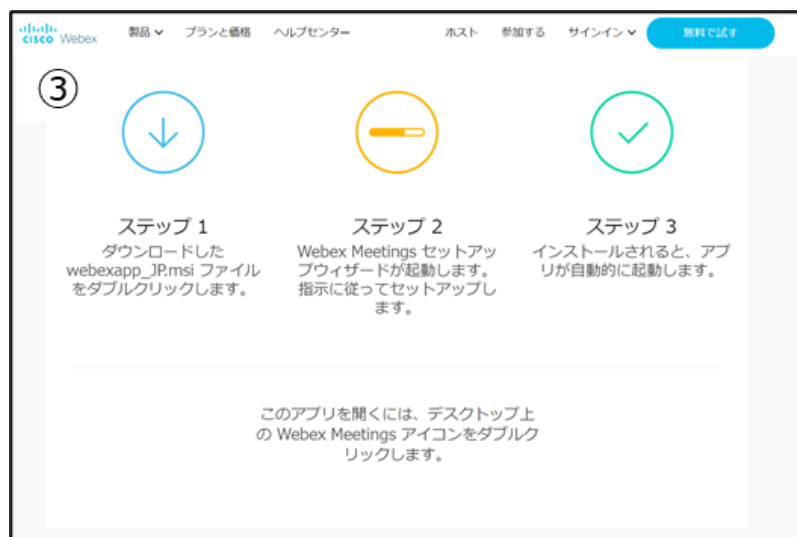 CISCO Webex 製品 プランと価格 ヘルプセンター ホスト 参加する サインイン 無料で試す
③
ステップ 1
ダウンロードした
webexapp_JP.msi ファイル
をダブルクリックします。
ステップ 2
Webex Meetings セットアッ
プウィザードが起動します。
指示に従ってセットアップし
ます。
ステップ 3
インストールされると、アプ
リが自動的に起動します。
このアプリを開くには、デスクトップ上
の Webex Meetings アイコンをダブルク
リックします。